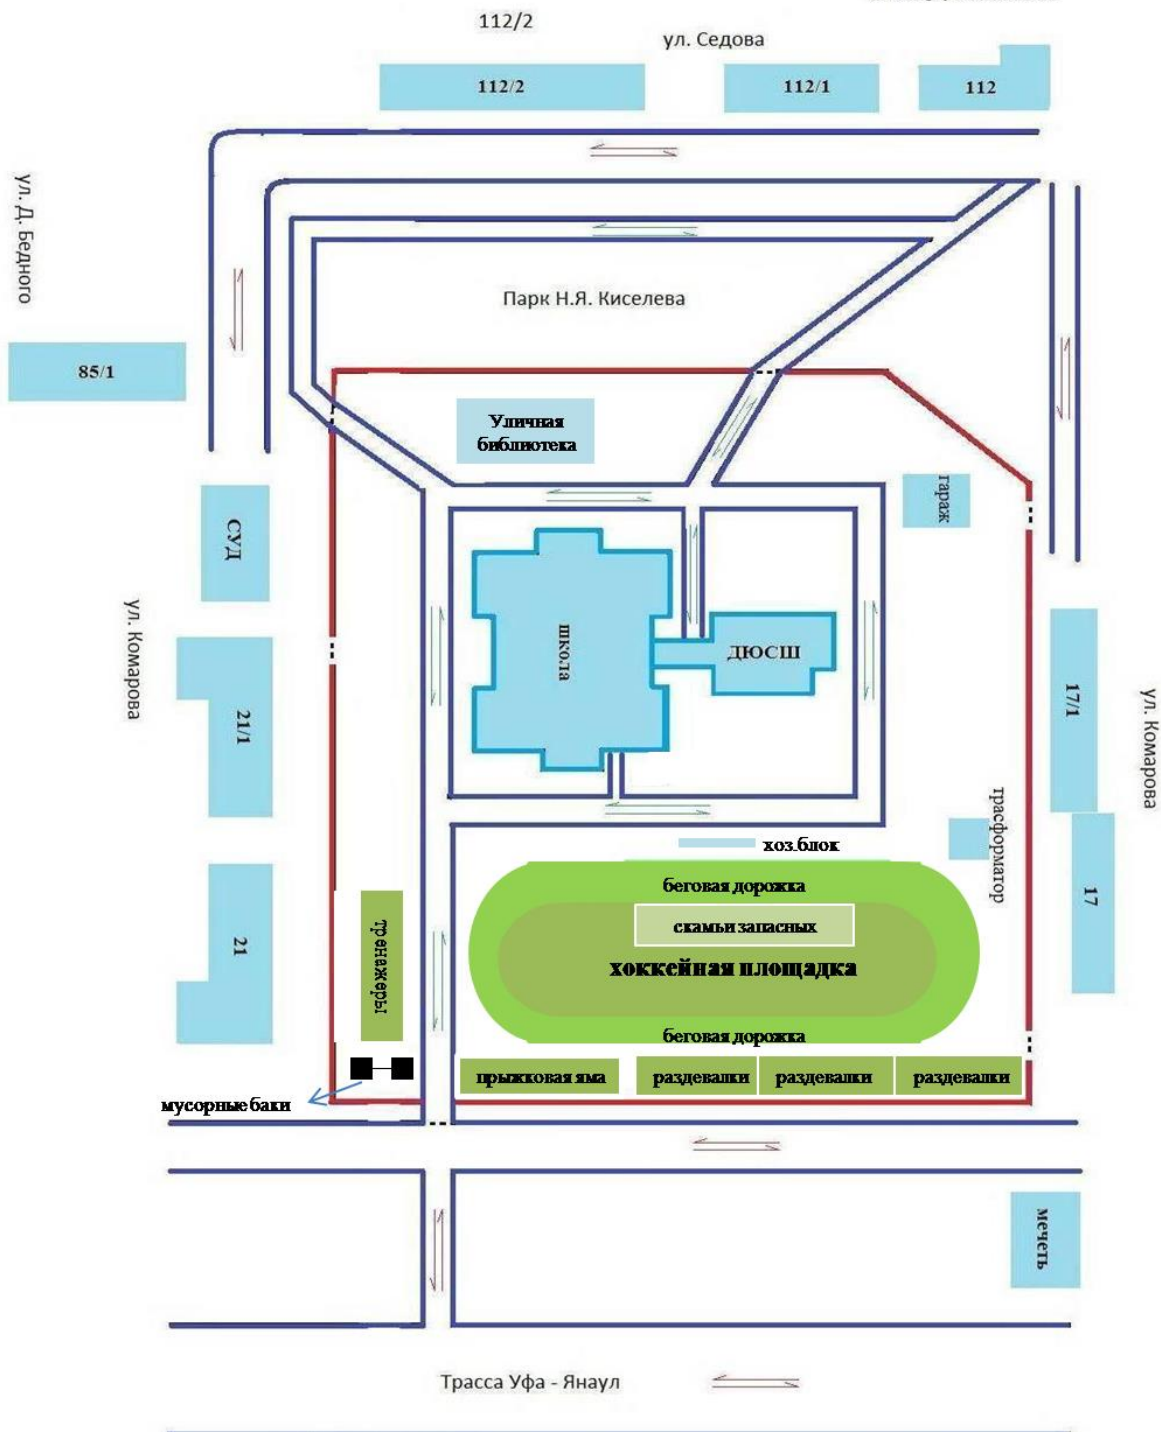 112/2
ул. Седова
112/2
112/1
112
ул. Д. Бедного
Парк Н.Я. Киселева
85/1
Уличная
библиотека
гараж
СУД
ул. Комарова
школа
ДЮСШ
21/1
17/1
ул. Комарова
трасформатор
хоз.блок
17
беговая дорожка
скамьи запасных
хоккейная площадка
21
тренажеры
беговая дорожка
прыжковая яма
раздевалки
раздевалки
раздевалки
мусорные баки
мечеть
Трасса Уфа - Янаул